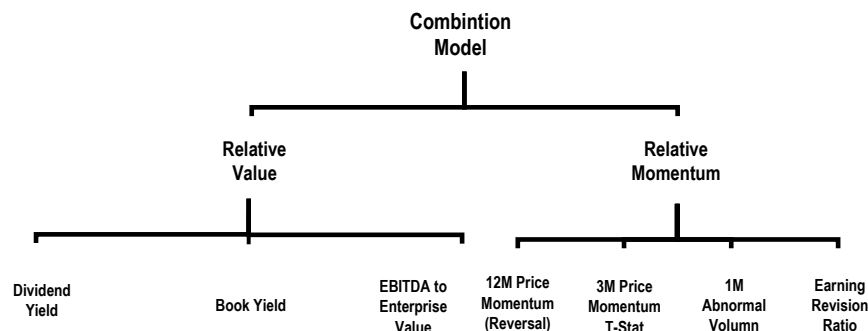 Combintion
Model
Relative
Value
Relative
Momentum
Dividend
Yield
Book Yield
EBITDA to
Enterprise
Value
12M Price
Momentum
(Reversal)
3M Price
Momentum
T-Stat
1M
Abnormal
Volumn
Earning
Revision
Ratio